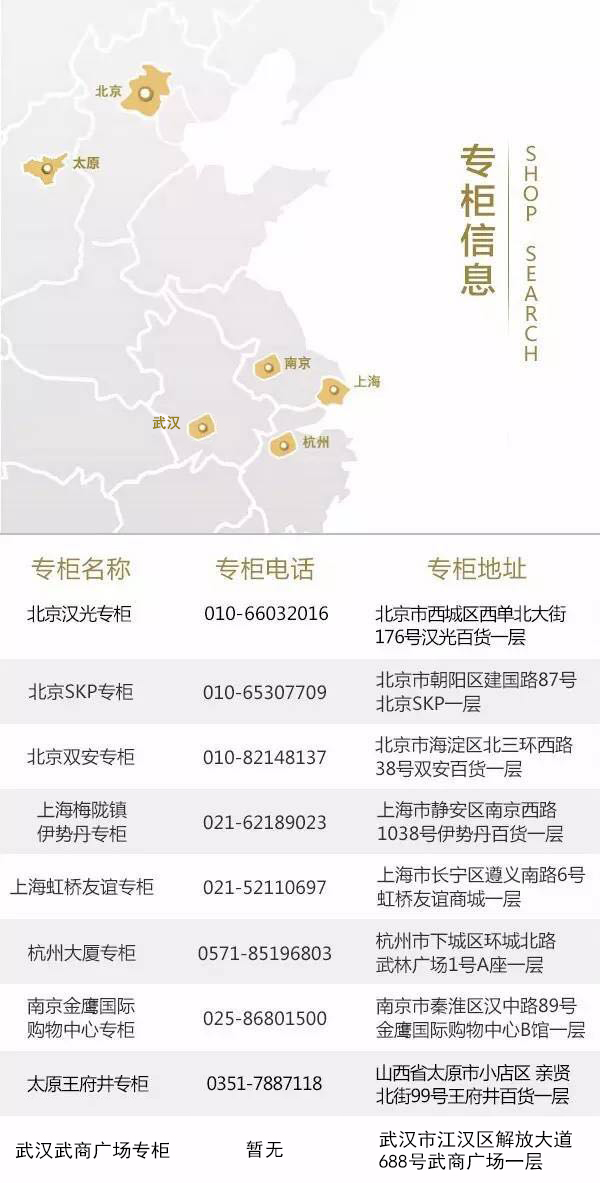 北京
太原
专柜信息
SHOP SEARCH
南京
上海
武汉
杭州
专柜名称 专柜电话 专柜地址
北京汉光专柜 010-66032016 北京市西城区西单北大街
176号汉光百货一层
北京SKP专柜 010-65307709 北京市朝阳区建国路87号
北京SKP一层
北京双安专柜 010-82148137 北京市海淀区北三环西路
38号双安百货一层
上海梅陇镇
伊势丹专柜 021-62189023 上海市静安区南京西路
1038号伊势丹百货一层
上海虹桥友谊专柜 021-52110697 上海市长宁区遵义南路6号
虹桥友谊商城一层
杭州大厦专柜 0571-85196803 杭州市下城区环城北路
武林广场1号A座一层
南京金鹰国际
购物中心专柜 025-86801500 南京市秦淮区汉中路89号
金鹰国际购物中心B馆一层
太原王府井专柜 0351-7887118 山西省太原市小店区 亲贤
北街99号王府井百货一层
武汉武商广场专柜 暂无 武汉市江汉区解放大道
688号武商广场一层